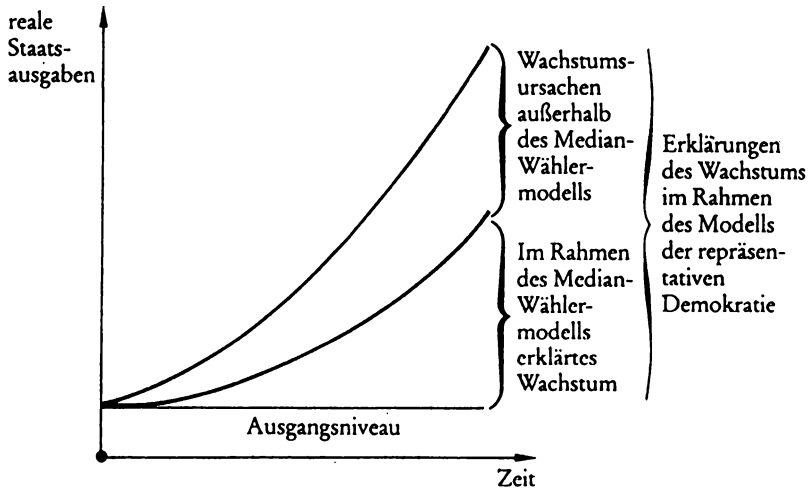 reale
Staats-
ausgaben
Wachstums-
ursachen
außerhalb
des Median-
Wähler-
modells
Im Rahmen
des Median-
Wähler-
modells
erklärtes
Wachstum
Erklärungen
des Wachstums
im Rahmen
des Modells
der repräsen-
tativen
Demokratie
Ausgangsniveau
Zeit